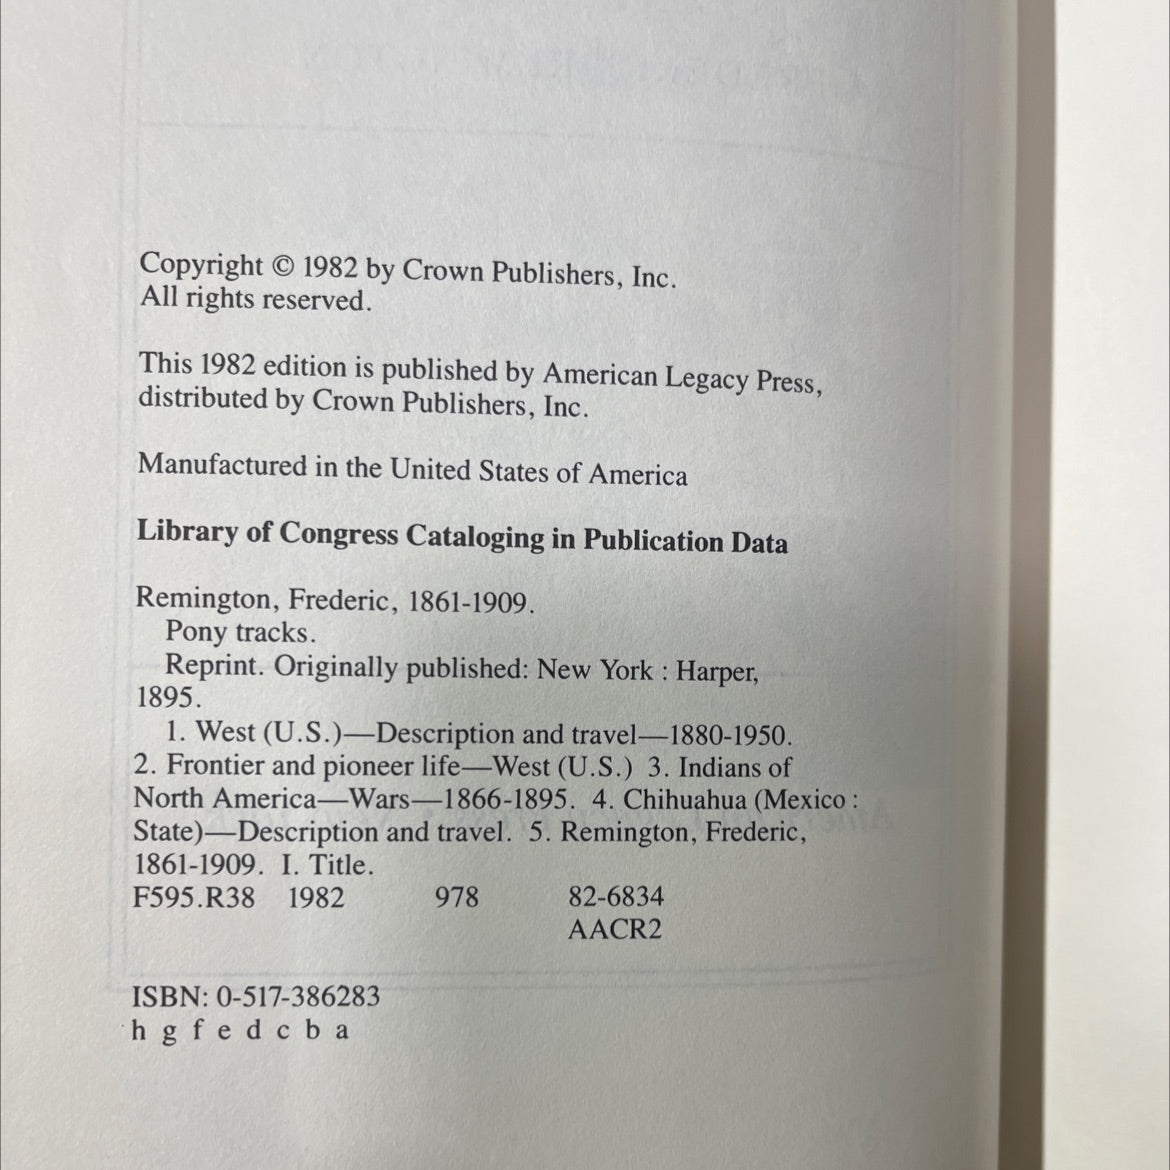 Copyright © 1982 by Crown Publishers, Inc.
All rights reserved.
This 1982 edition is published by American Legacy Press,
distributed by Crown Publishers, Inc.
Manufactured in the United States of America
Library of Congress Cataloging in Publication Data
Remington, Frederic, 1861-1909.
Pony tracks.
Reprint. Originally published: New York : Harper,
1895.
1. West (U.S.)—Description and travel—1880-1950.
2. Frontier and pioneer life—West (U.S.) 3. Indians of
North America—Wars—1866-1895. 4. Chihuahua (Mexico :
State)—Description and travel. 5. Remington, Frederic,
1861-1909. I. Title.
F595.R38 1982 978 82-6834
AACR2
ISBN: 0-517-386283
h g f e d c b a